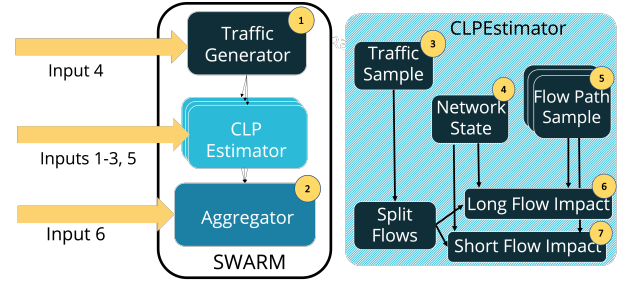 1
Traffic
Generator
Input 4
CLP
Estimator
Inputs 1-3, 5
2
Aggregator
Input 6
SWARM
CLPEstimator
3
Traffic
Sample
4
Network
State
5
Flow Path
Sample
6
Long Flow Impact
Split
Flows
7
Short Flow Impact